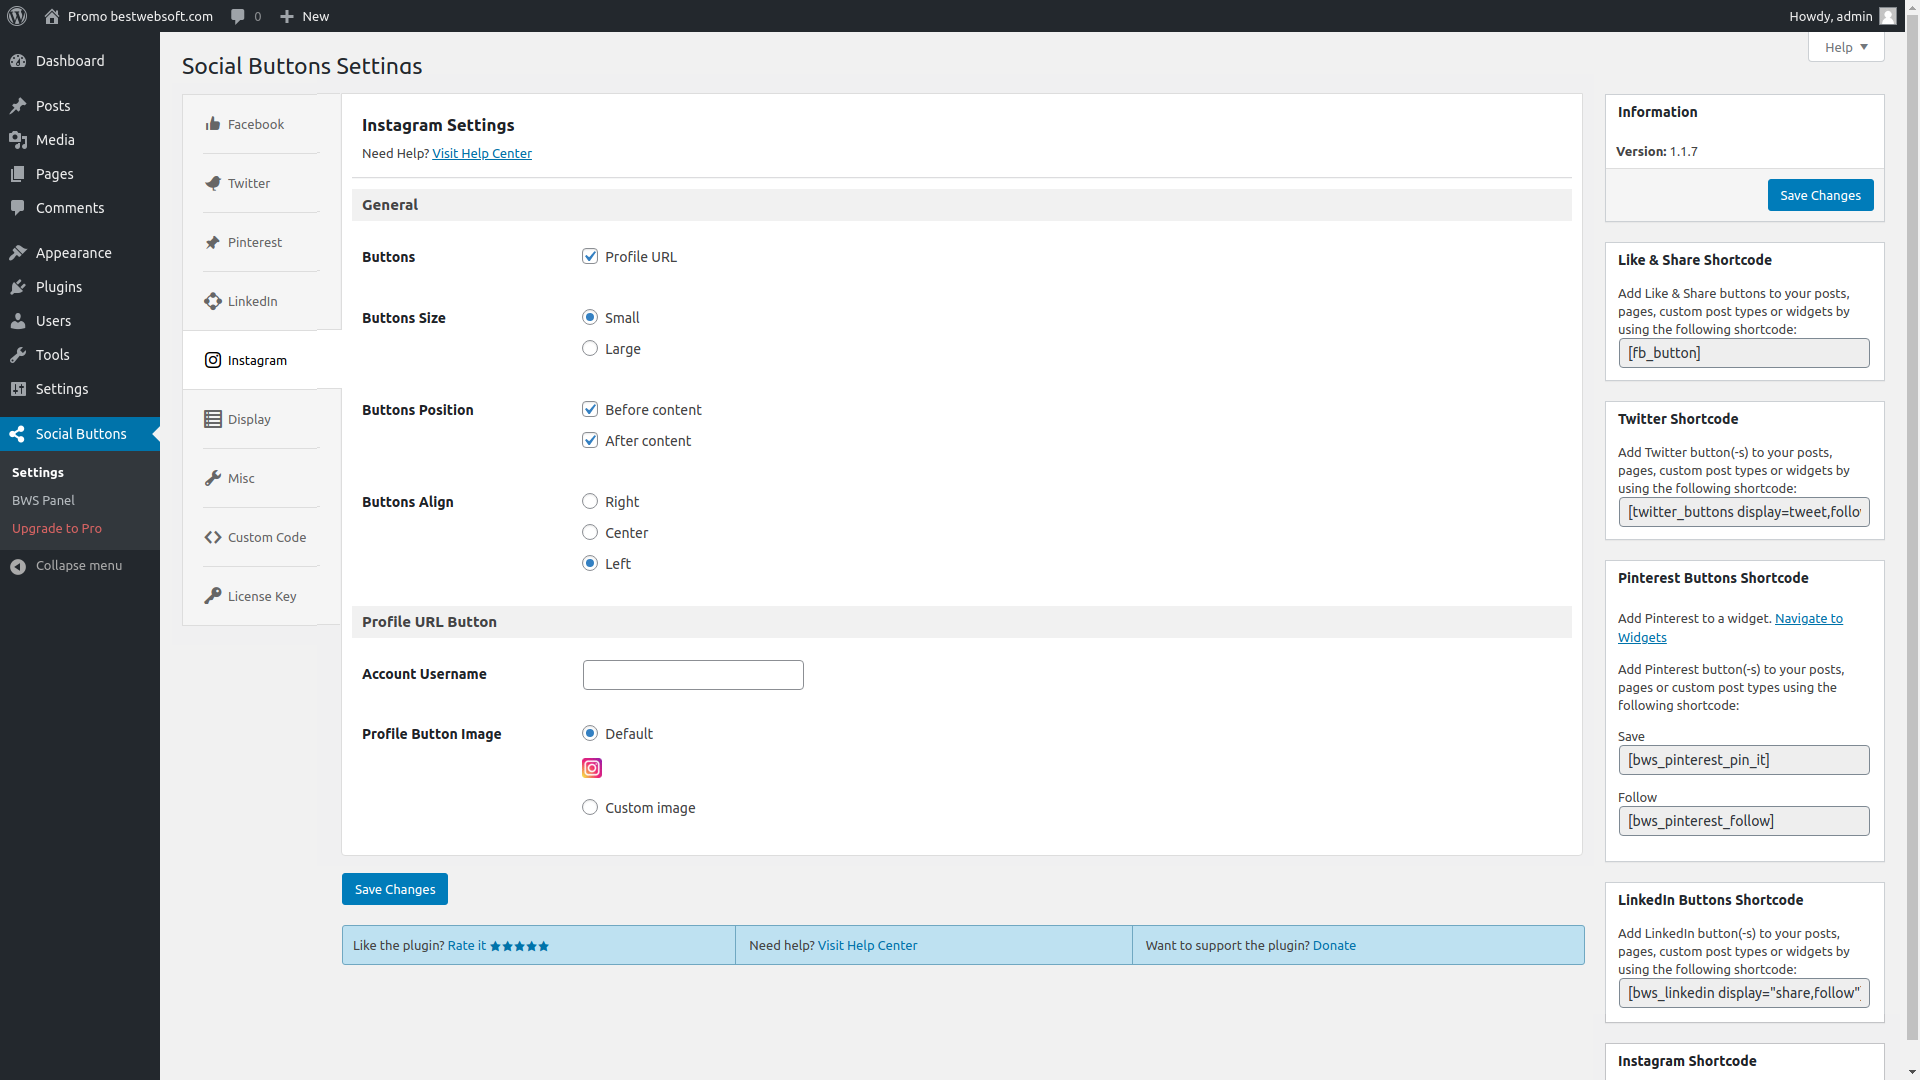 Promo bestwebsoft.com
0
New
Howdy, admin
Dashboard
Posts
Media
Pages
Comments
Appearance
Plugins
Users
Tools
Settings
Social Buttons
Settings
BWS Panel
Upgrade to Pro
Collapse menu
Help
Social Buttons Settings
Facebook
Twitter
Pinterest
LinkedIn
Instagram
Display
Misc
Custom Code
License Key
Instagram Settings
Need Help? Visit Help Center
General
Buttons
Profile URL
Buttons Size
Small
Large
Buttons Position
Before content
After content
Buttons Align
Right
Center
Left
Profile URL Button
Account Username
Profile Button Image
Default
Custom image
Save Changes
Like the plugin? Rate it ★★★★★
Need help? Visit Help Center
Want to support the plugin? Donate
Information
Version: 1.1.7
Save Changes
Like & Share Shortcode
Add Like & Share buttons to your posts,
pages, custom post types or widgets by
using the following shortcode:
[fb_button]
Twitter Shortcode
Add Twitter button(-s) to your posts,
pages, custom post types or widgets by
using the following shortcode:
[twitter_buttons display=tweet,follo
Pinterest Buttons Shortcode
Add Pinterest to a widget. Navigate to
Widgets
Add Pinterest button(-s) to your posts,
pages or custom post types using the
following shortcode:
Save
[bws_pinterest_pin_it]
Follow
[bws_pinterest_follow]
LinkedIn Buttons Shortcode
Add LinkedIn button(-s) to your posts,
pages, custom post types or widgets by
using the following shortcode:
[bws_linkedin display="share,follow"
Instagram Shortcode